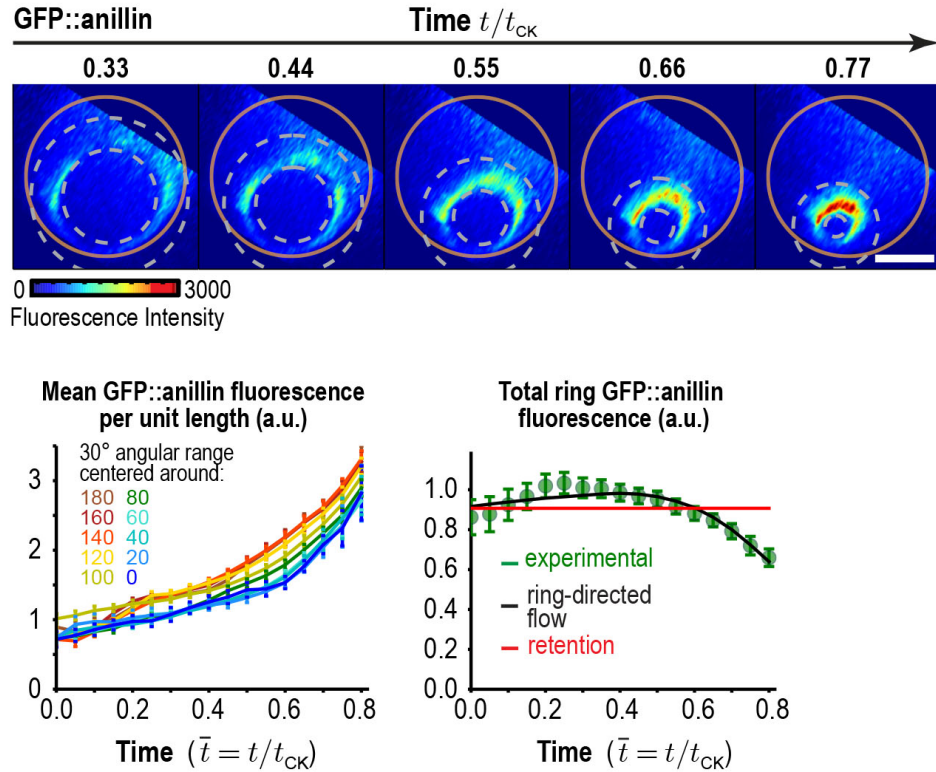 GFP::anillin
Time t/t_CK
0.33 0.44 0.55 0.66 0.77
0 3000
Fluorescence Intensity
Mean GFP::anillin fluorescence
per unit length (a.u.)
30° angular range
centered around:
180 80
160 60
140 40
120 20
100 0
3
2
1
0
0 0.2 0.4 0.6 0.8
Time (t̄ = t/t_CK)
Total ring GFP::anillin
fluorescence (a.u.)
1.0
0.8
0.6
0.4
0.2
0.0
experimental
ring-directed
flow
retention
0.0 0.2 0.4 0.6 0.8
Time (t̄ = t/t_CK)